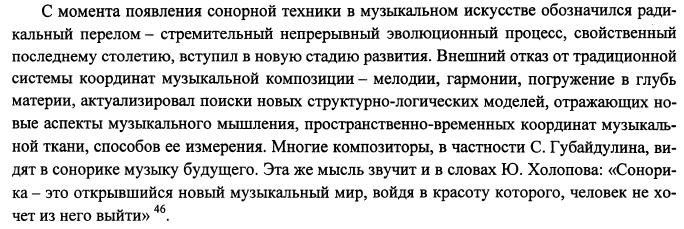 С момента появления сонорной техники в музыкальном искусстве обозначился ради-
кальный перелом – стремительный непрерывный эволюционный процесс, свойственный
последнему столетию, вступил в новую стадию развития. Внешний отказ от традиционной
системы координат музыкальной композиции – мелодии, гармонии, погружение в глубь
материи, актуализировал поиски новых структурно-логических моделей, отражающих но-
вые аспекты музыкального мышления, пространственно-временных координат музыкаль-
ной ткани, способов ее измерения. Многие композиторы, в частности С. Губайдулина, ви-
дят в сонорике музыку будущего. Эта же мысль звучит и в словах Ю. Холопова: «Сонори-
ка – это открывшийся новый музыкальный мир, войдя в красоту которого, человек не хо-
чет из него выйти» 46.